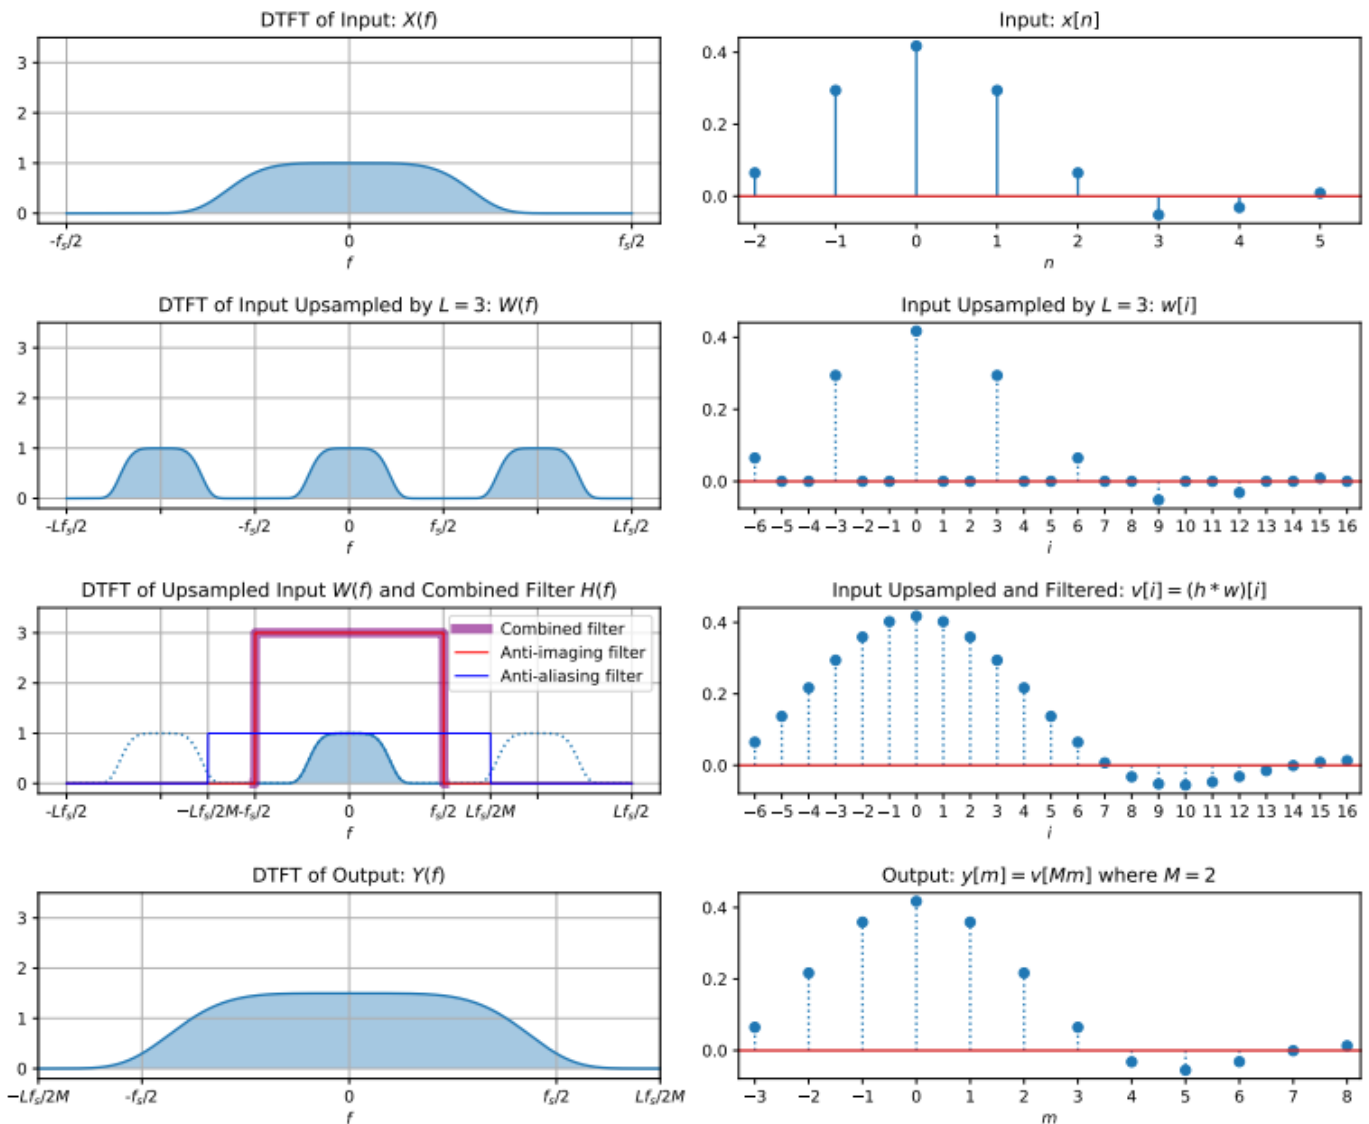 DTFT of Input: X(f)
3
2
1
0
-fₛ/2 0 fₛ/2
f
Input: x[n]
0.4
0.2
0.0
−2 −1 0 1 2 3 4 5
n
DTFT of Input Upsampled by L = 3: W(f)
3
2
1
0
-Lfₛ/2 -fₛ/2 0 fₛ/2 Lfₛ/2
f
Input Upsampled by L = 3: w[i]
0.4
0.2
0.0
−6 −5 −4 −3 −2 −1 0 1 2 3 4 5 6 7 8 9 10 11 12 13 14 15 16
i
DTFT of Upsampled Input W(f) and Combined Filter H(f)
3
2
1
0
Combined filter
Anti-imaging filter
Anti-aliasing filter
-Lfₛ/2 −Lfₛ/2M -fₛ/2 0 fₛ/2 Lfₛ/2M Lfₛ/2
f
Input Upsampled and Filtered: v[i] = (h * w)[i]
0.4
0.2
0.0
−6 −5 −4 −3 −2 −1 0 1 2 3 4 5 6 7 8 9 10 11 12 13 14 15 16
i
DTFT of Output: Y(f)
3
2
1
0
−Lfₛ/2M -fₛ/2 0 fₛ/2 Lfₛ/2M
f
Output: y[m] = v[Mm] where M = 2
0.4
0.2
0.0
−3 −2 −1 0 1 2 3 4 5 6 7 8
m